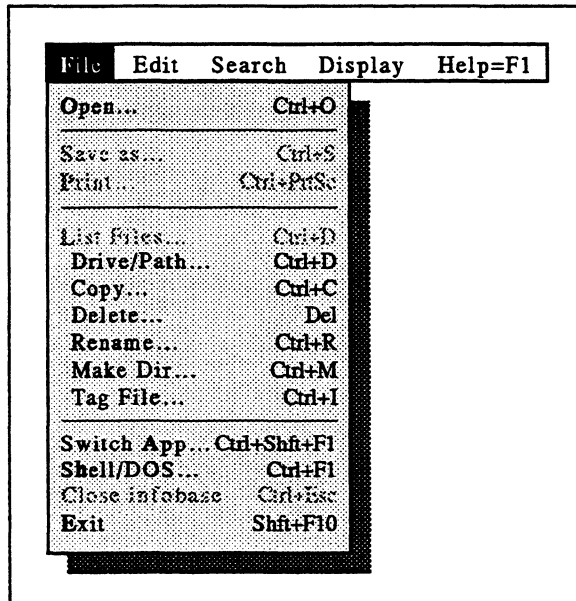 File Edit Search Display Help=F1
Open... Ctrl+O
Save as... Ctrl+S
Print... Ctrl+PrtSc
List Files... Ctrl+D
Drive/Path... Ctrl+D
Copy... Ctrl+C
Delete... Del
Rename... Ctrl+R
Make Dir... Ctrl+M
Tag File... Ctrl+I
Switch App... Ctrl+Shft+F1
Shell/DOS... Ctrl+F1
Close infobase Ctrl+Esc
Exit Shft+F10